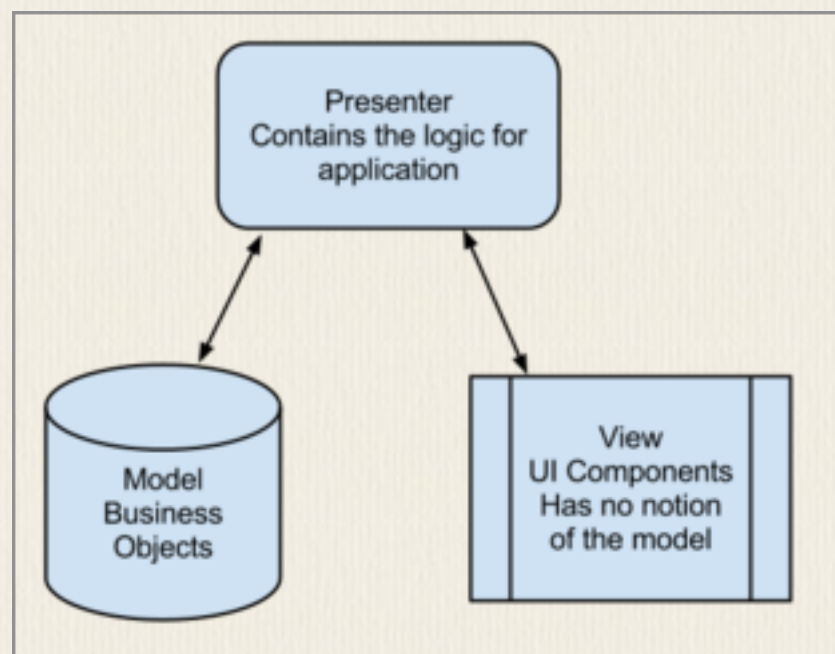 Presenter
Contains the logic for
application
Model
Business
Objects
View
UI Components
Has no notion
of the model